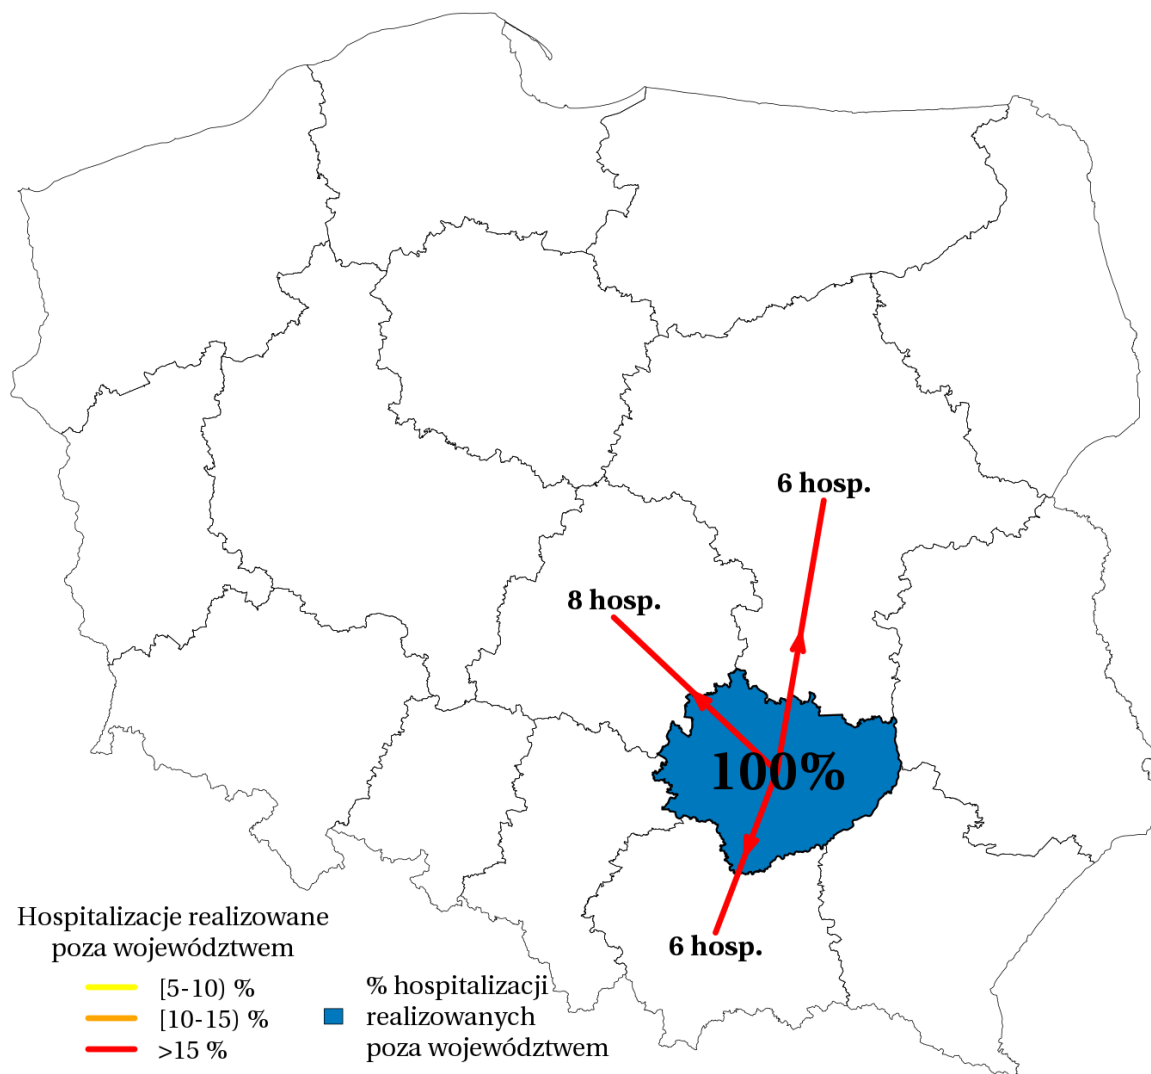 6 hosp.
8 hosp.
100%
6 hosp.
Hospitalizacje realizowane
poza województwem
[5-10) %
[10-15) %
>15 %
% hospitalizacji
realizowanych
poza województwem